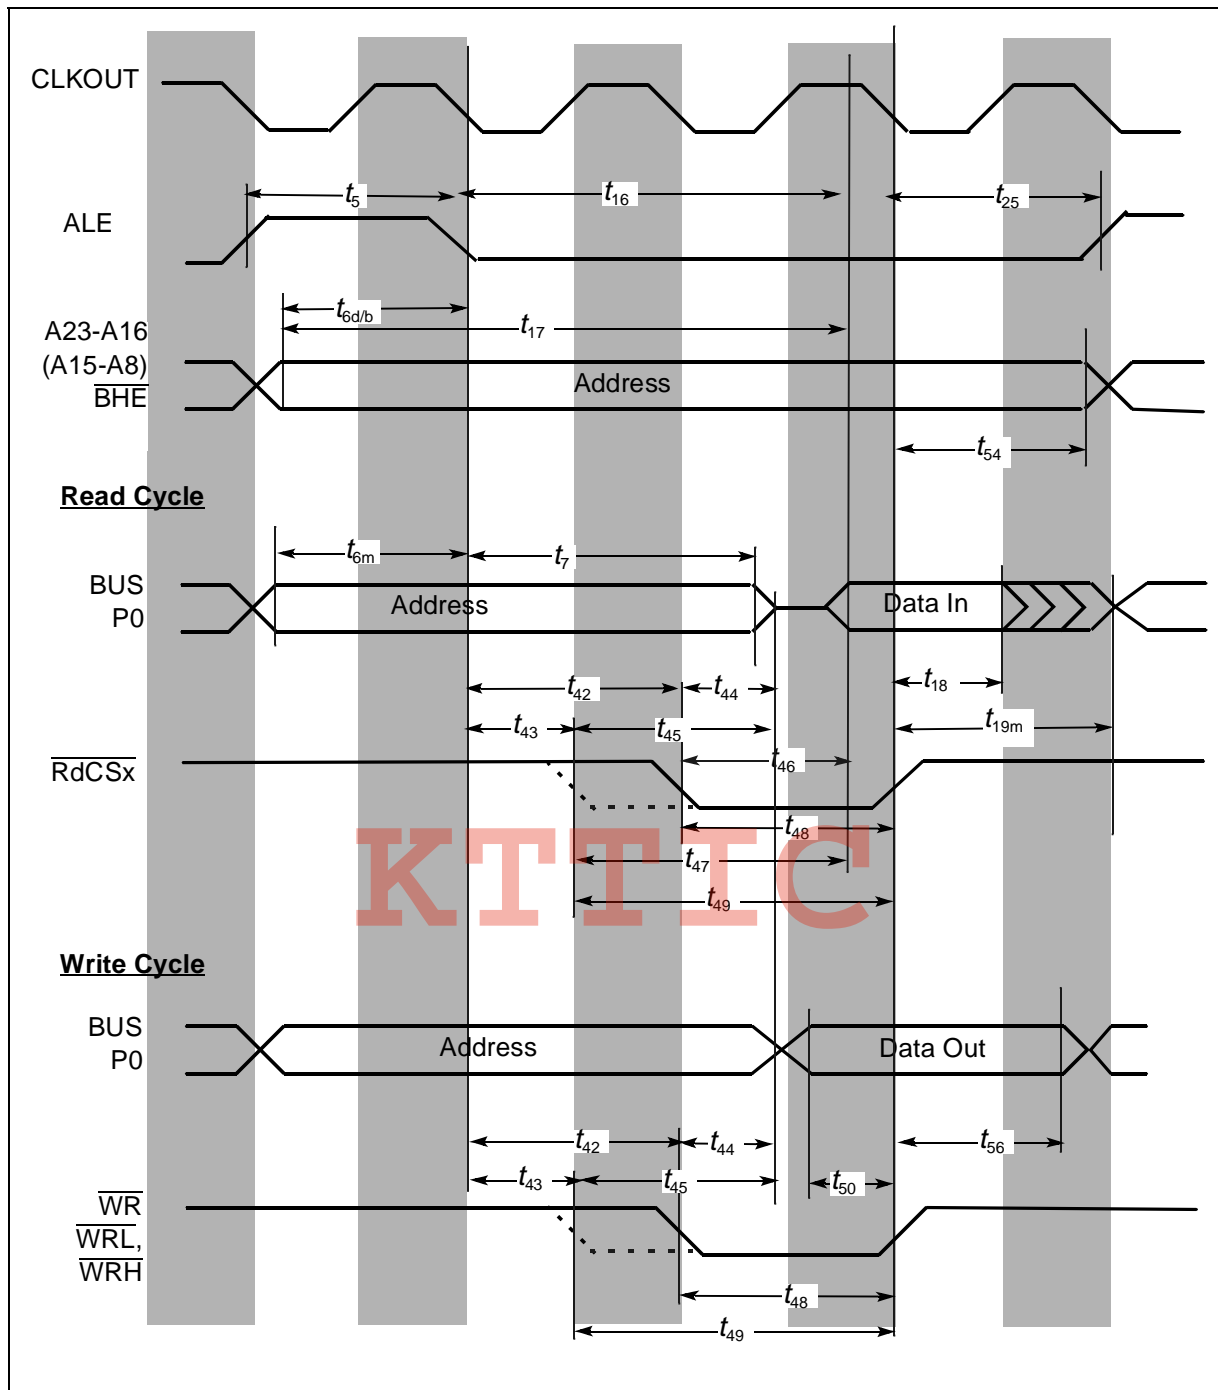 CLKOUT
t5
t16
t25
ALE
t6d/b
t17
A23-A16
(A15-A8)
BHE
Address
t54
Read Cycle
t6m
t7
BUS
P0
Address
Data In
t42
t44
t18
t43
t45
t19m
RdCSx
t46
t48
t47
t49
KTTIC
Write Cycle
BUS
P0
Address
Data Out
t42
t44
t56
t43
t45
t50
WR
WRL,
WRH
t48
t49